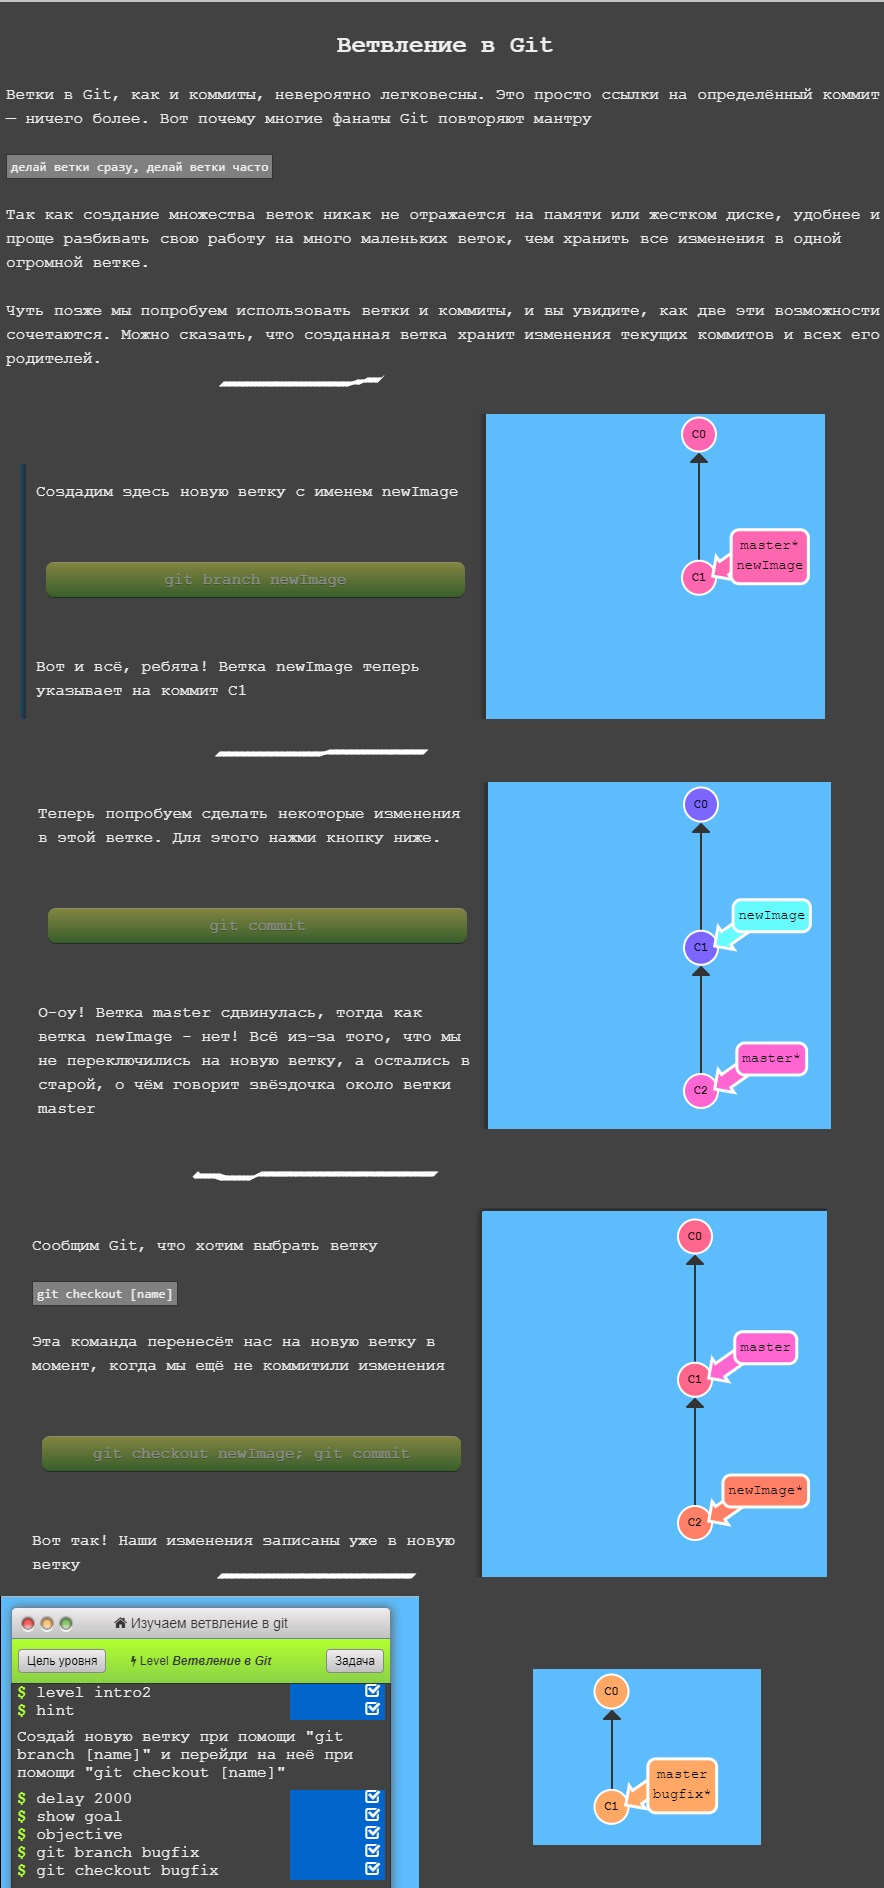 Ветвление в Git
Ветки в Git, как и коммиты, невероятно легковесны. Это просто ссылки на определённый коммит
— ничего более. Вот почему многие фанаты Git повторяют мантру
делай ветки сразу, делай ветки часто
Так как создание множества веток никак не отражается на памяти или жестком диске, удобнее и
проще разбивать свою работу на много маленьких веток, чем хранить все изменения в одной
огромной ветке.
Чуть позже мы попробуем использовать ветки и коммиты, и вы увидите, как две эти возможности
сочетаются. Можно сказать, что созданная ветка хранит изменения текущих коммитов и всех его
родителей.
Создадим здесь новую ветку с именем newImage
git branch newImage
Вот и всё, ребята! Ветка newImage теперь
указывает на коммит C1
C0
master*
newImage
C1
Теперь попробуем сделать некоторые изменения
в этой ветке. Для этого нажми кнопку ниже.
git commit
О-оу! Ветка master сдвинулась, тогда как
ветка newImage - нет! Всё из-за того, что мы
не переключились на новую ветку, а остались в
старой, о чём говорит звёздочка около ветки
master
C0
newImage
C1
master*
C2
Сообщим Git, что хотим выбрать ветку
git checkout [name]
Эта команда перенесёт нас на новую ветку в
момент, когда мы ещё не коммитили изменения
git checkout newImage; git commit
Вот так! Наши изменения записаны уже в новую
ветку
C0
master
C1
newImage*
C2
Изучаем ветвление в git
Цель уровня
Level Ветвление в Git
Задача
$ level intro2
$ hint
Создай новую ветку при помощи "git
branch [name]" и перейди на неё при
помощи "git checkout [name]"
$ delay 2000
$ show goal
$ objective
$ git branch bugfix
$ git checkout bugfix
C0
master
bugfix*
C1